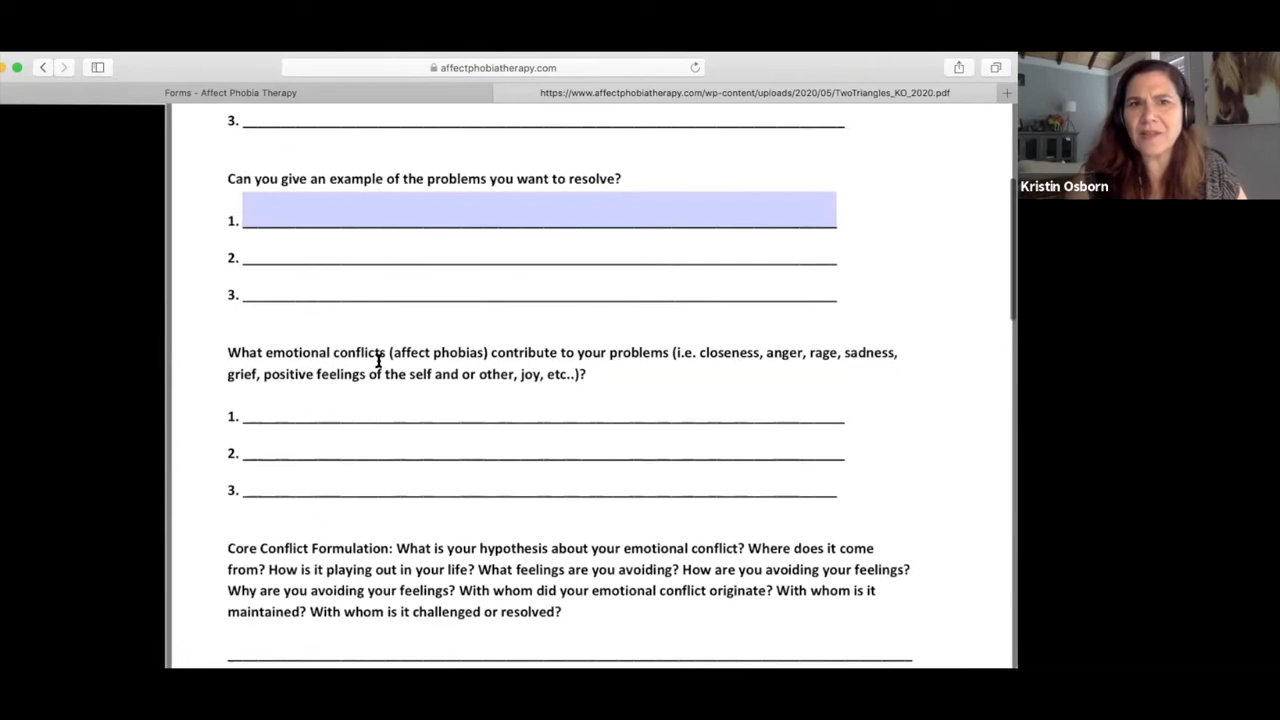 affectphobiatherapy.com
Forms - Affect Phobia Therapy
https://www.affectphobiatherapy.com/wp-content/uploads/2020/05/TwoTriangles_KO_2020.pdf
3.
Can you give an example of the problems you want to resolve?
1.
2.
3.
What emotional conflicts (affect phobias) contribute to your problems (i.e. closeness, anger, rage, sadness,
grief, positive feelings of the self and or other, joy, etc..)?
1.
2.
3.
Core Conflict Formulation: What is your hypothesis about your emotional conflict? Where does it come
from? How is it playing out in your life? What feelings are you avoiding? How are you avoiding your feelings?
Why are you avoiding your feelings? With whom did your emotional conflict originate? With whom is it
maintained? With whom is it challenged or resolved?
Kristin Osborn